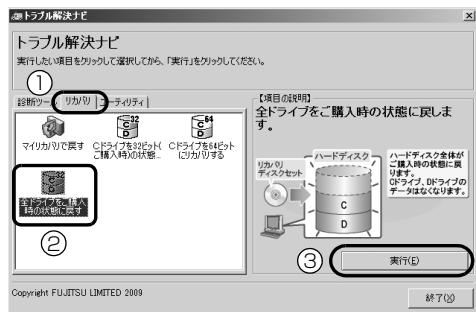 トラブル解決ナビ
トラブル解決ナビ
実行したい項目をクリックして選択してから、「実行」をクリックしてください。
①
診断ツール リカバリ ユーティリティ
32
C
D
64
C
D
マイリカバリで戻す
Cドライブを32ビット(ご購入時)の状態...
Cドライブを64ビットにリカバリする
32
C
D
全ドライブをご購入時の状態に戻す
②
【項目の説明】
全ドライブをご購入時の状態に戻します。
リカバリディスクセット
ハードディスク
C
D
ハードディスク全体がご購入時の状態に戻ります。
Cドライブ、Dドライブのデータはなくなります。
③
実行(E)
Copyright FUJITSU LIMITED 2009
終了(X)